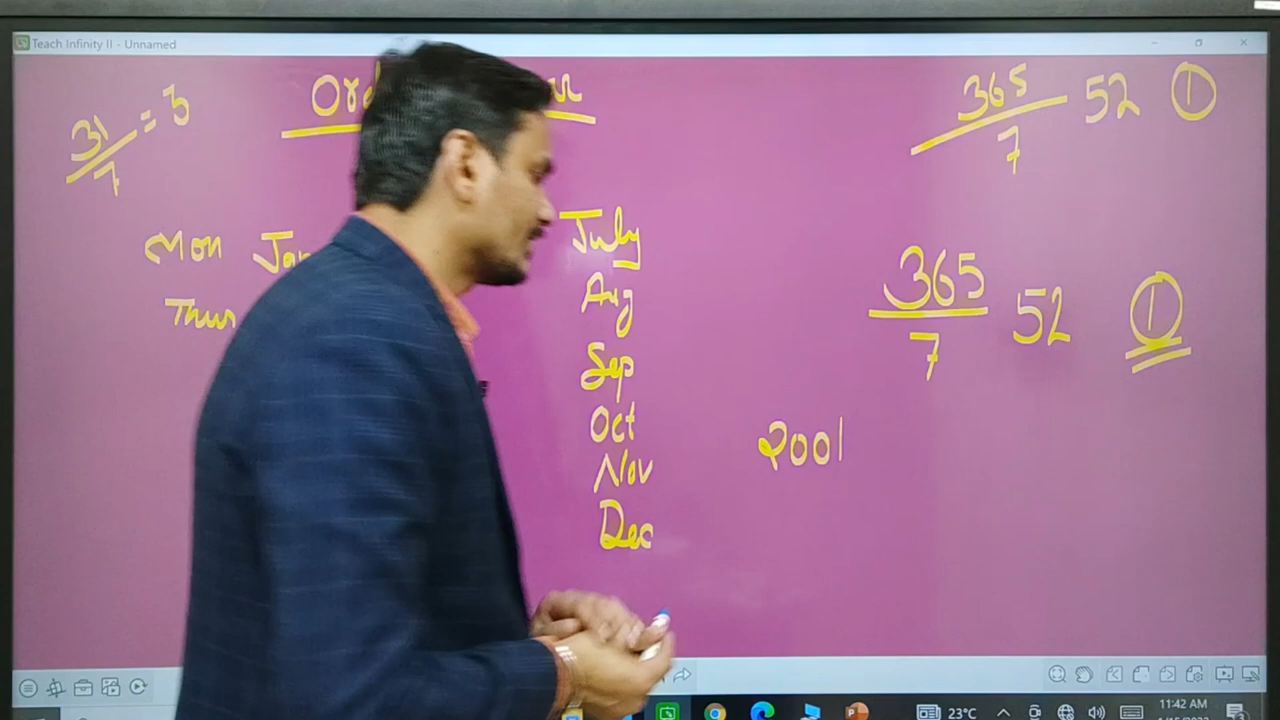 Teach Infinity II - Unnamed
31/7 = 3
365/7 52 1
Mon
July
Thur
Aug
365/7 52 1
Sep
Oct
2001
Nov
Dec
23°C
11:42 AM